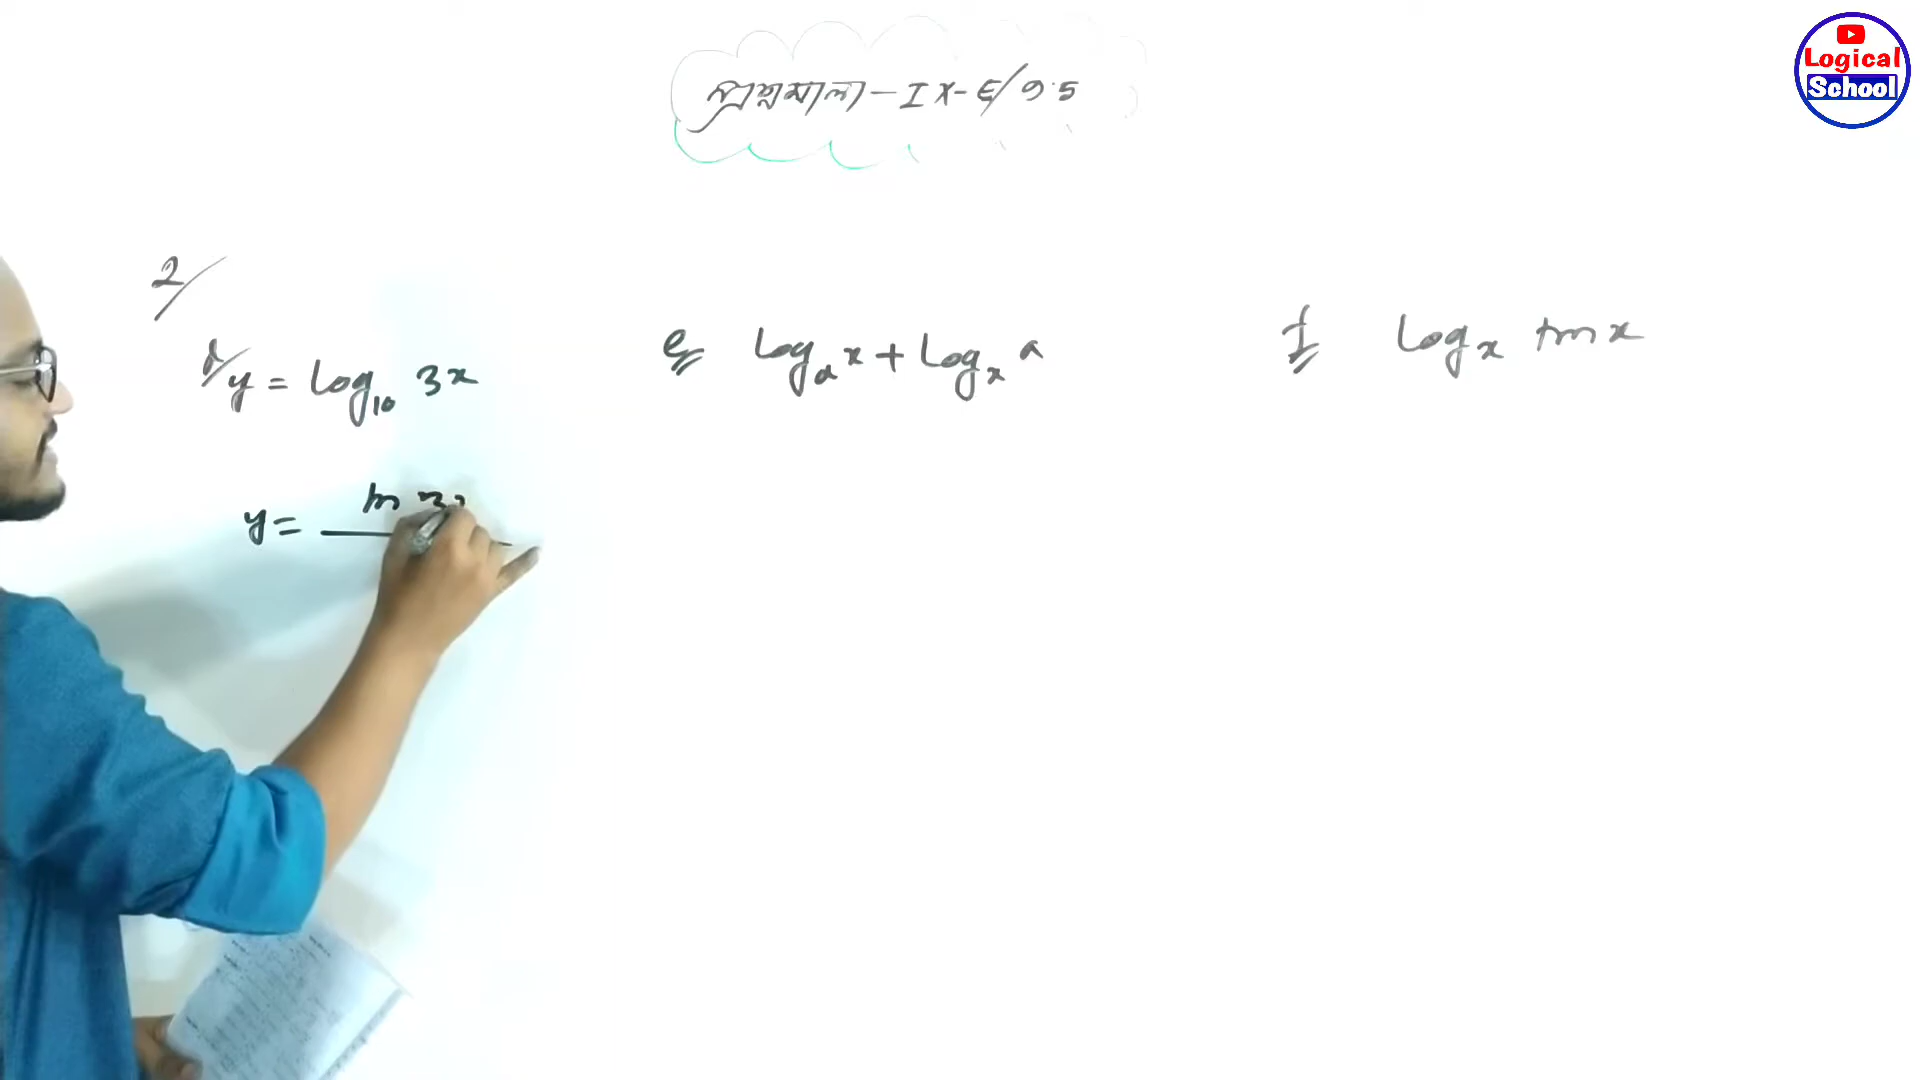 প্রশ্নমালা - IX - E / 9.5
Logical
School
2/
d/ y = log₁₀ 3x
e/ logₐ x + logₓ a
f logₓ tan x
y = ln 3x